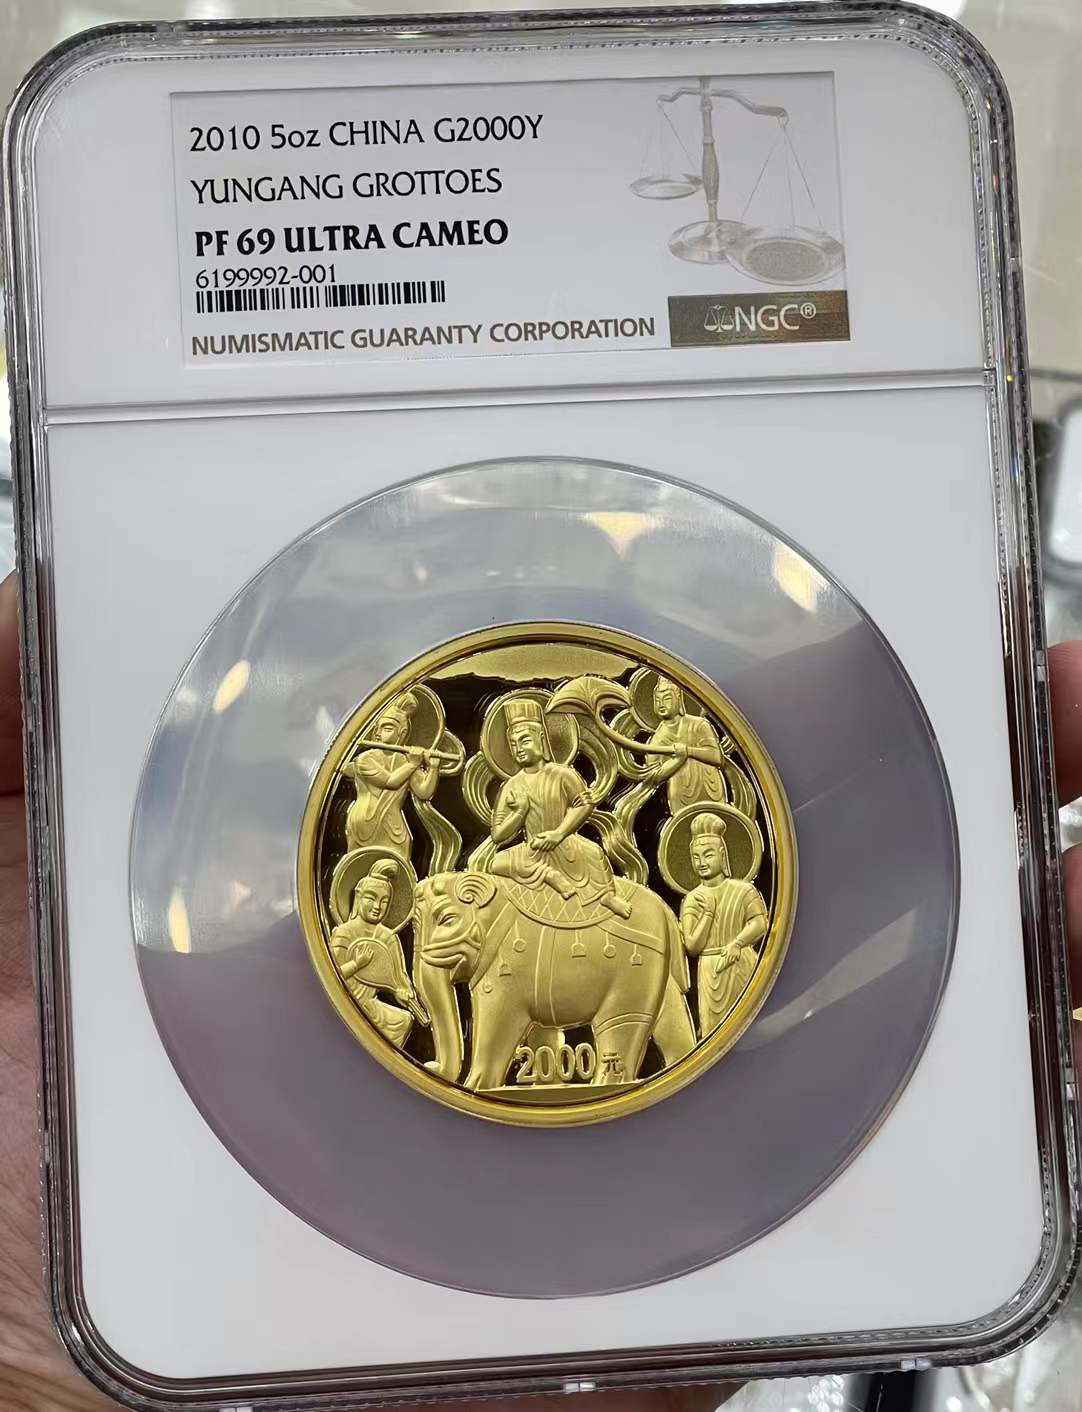 2010 5oz CHINA G2000Y
YUNGANG GROTTOES
PF 69 ULTRA CAMEO
6199992-001
NUMISMATIC GUARANTY CORPORATION
NGC®
2000元